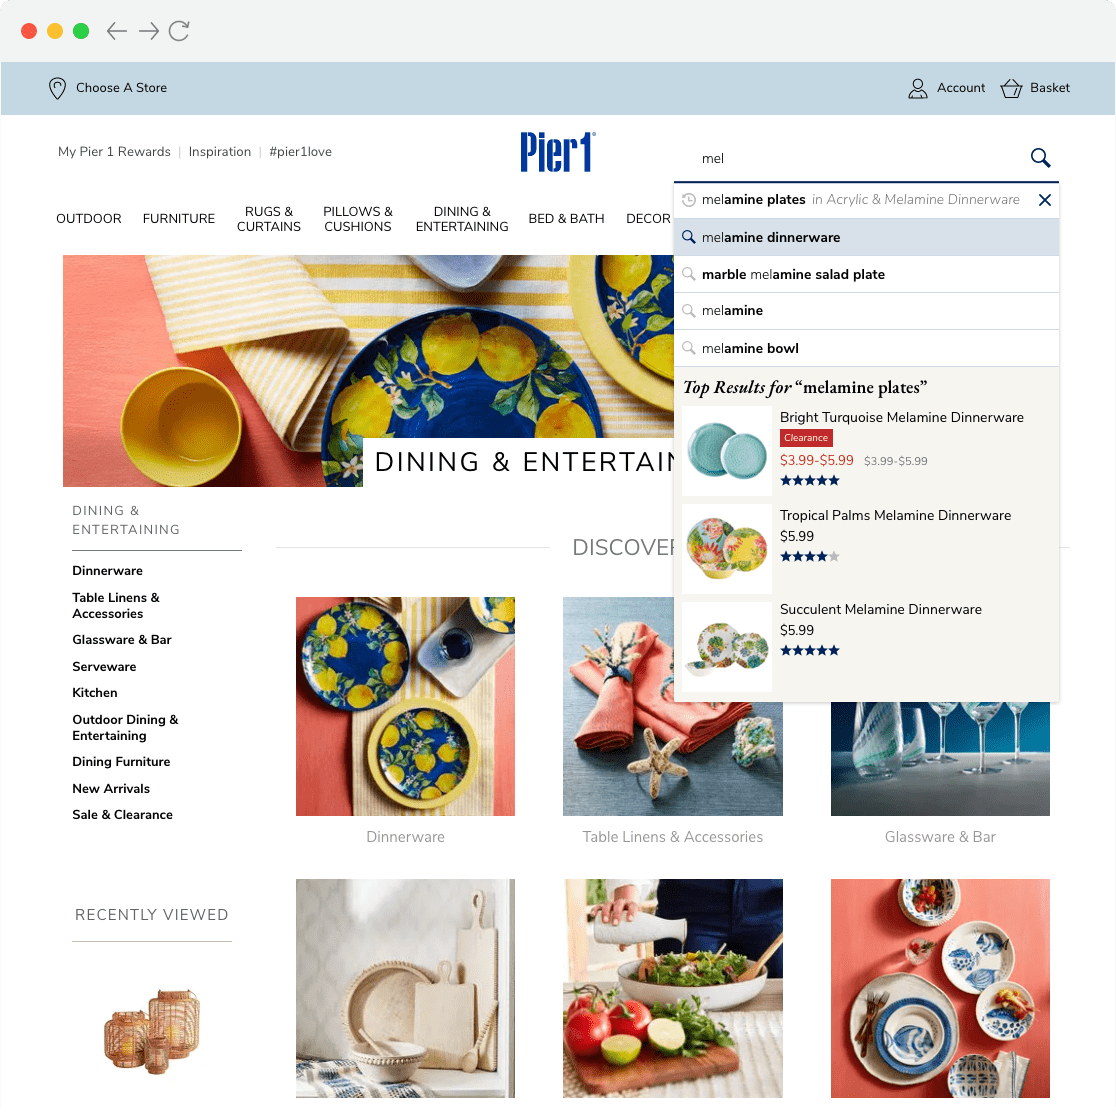 Choose A Store
Account
Basket
My Pier 1 Rewards | Inspiration | #pier1love
Pier1
mel
OUTDOOR
FURNITURE
RUGS &
CURTAINS
PILLOWS &
CUSHIONS
DINING &
ENTERTAINING
BED & BATH
DECOR
melamine plates in Acrylic & Melamine Dinnerware
melamine dinnerware
marble melamine salad plate
melamine
melamine bowl
Top Results for “melamine plates”
Bright Turquoise Melamine Dinnerware
Clearance
$3.99-$5.99 $3.99-$5.99
Tropical Palms Melamine Dinnerware
$5.99
Succulent Melamine Dinnerware
$5.99
DINING & ENTERTAIN
DINING &
ENTERTAINING
Dinnerware
Table Linens &
Accessories
Glassware & Bar
Serveware
Kitchen
Outdoor Dining &
Entertaining
Dining Furniture
New Arrivals
Sale & Clearance
RECENTLY VIEWED
DISCOVER
Dinnerware
Table Linens & Accessories
Glassware & Bar